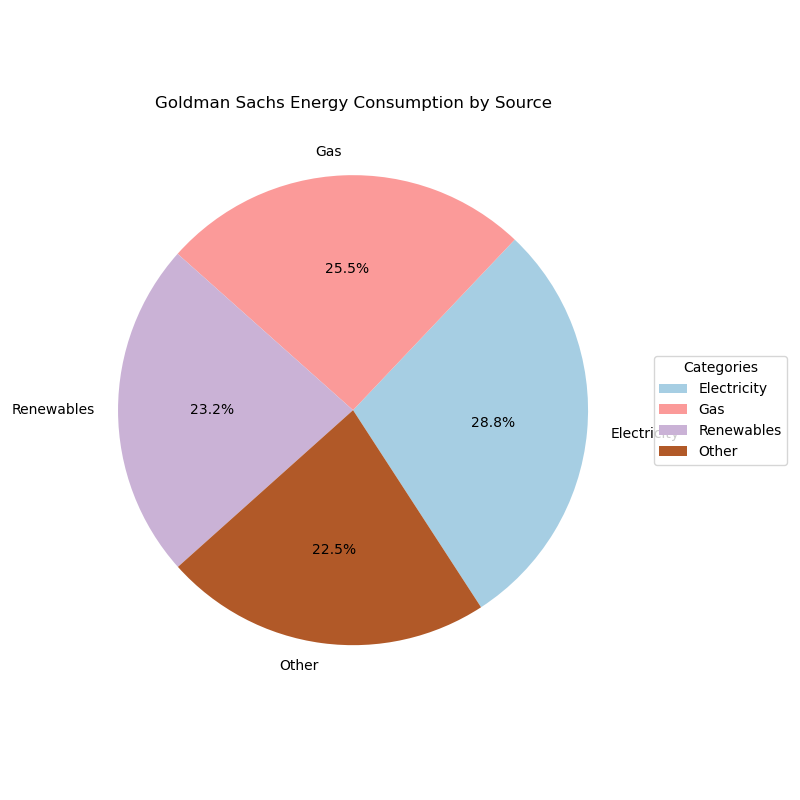 Goldman Sachs Energy Consumption by Source
Gas
25.5%
Renewables
23.2%
28.8%
Electricity
22.5%
Other
Categories
Electricity
Gas
Renewables
Other